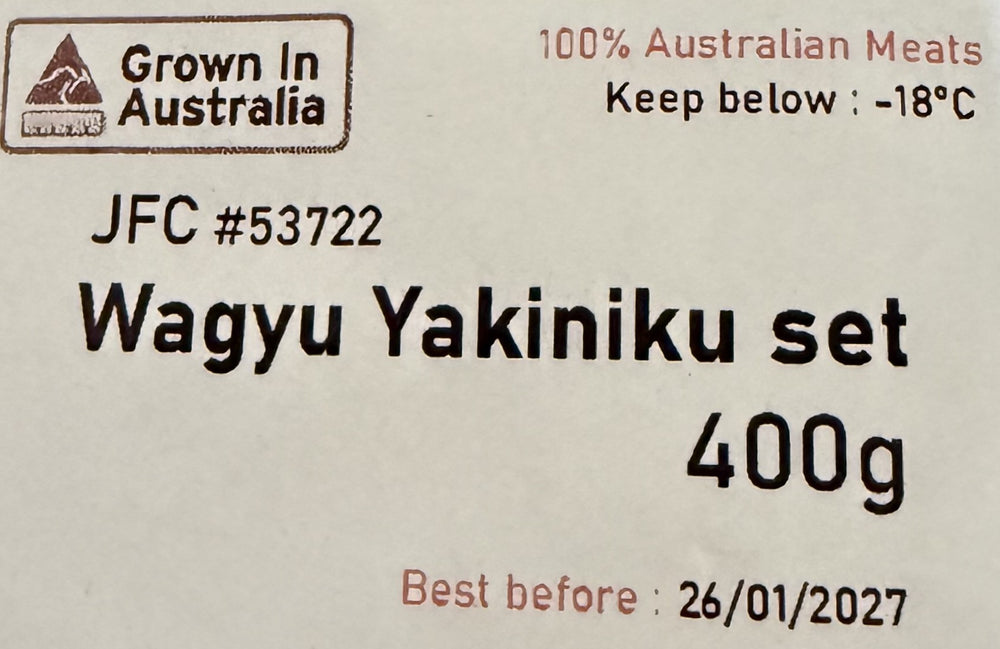 Grown In
Australia
100% Australian Meats
Keep below : -18°C
JFC #53722
Wagyu Yakiniku set
400g
Best before : 26/01/2027